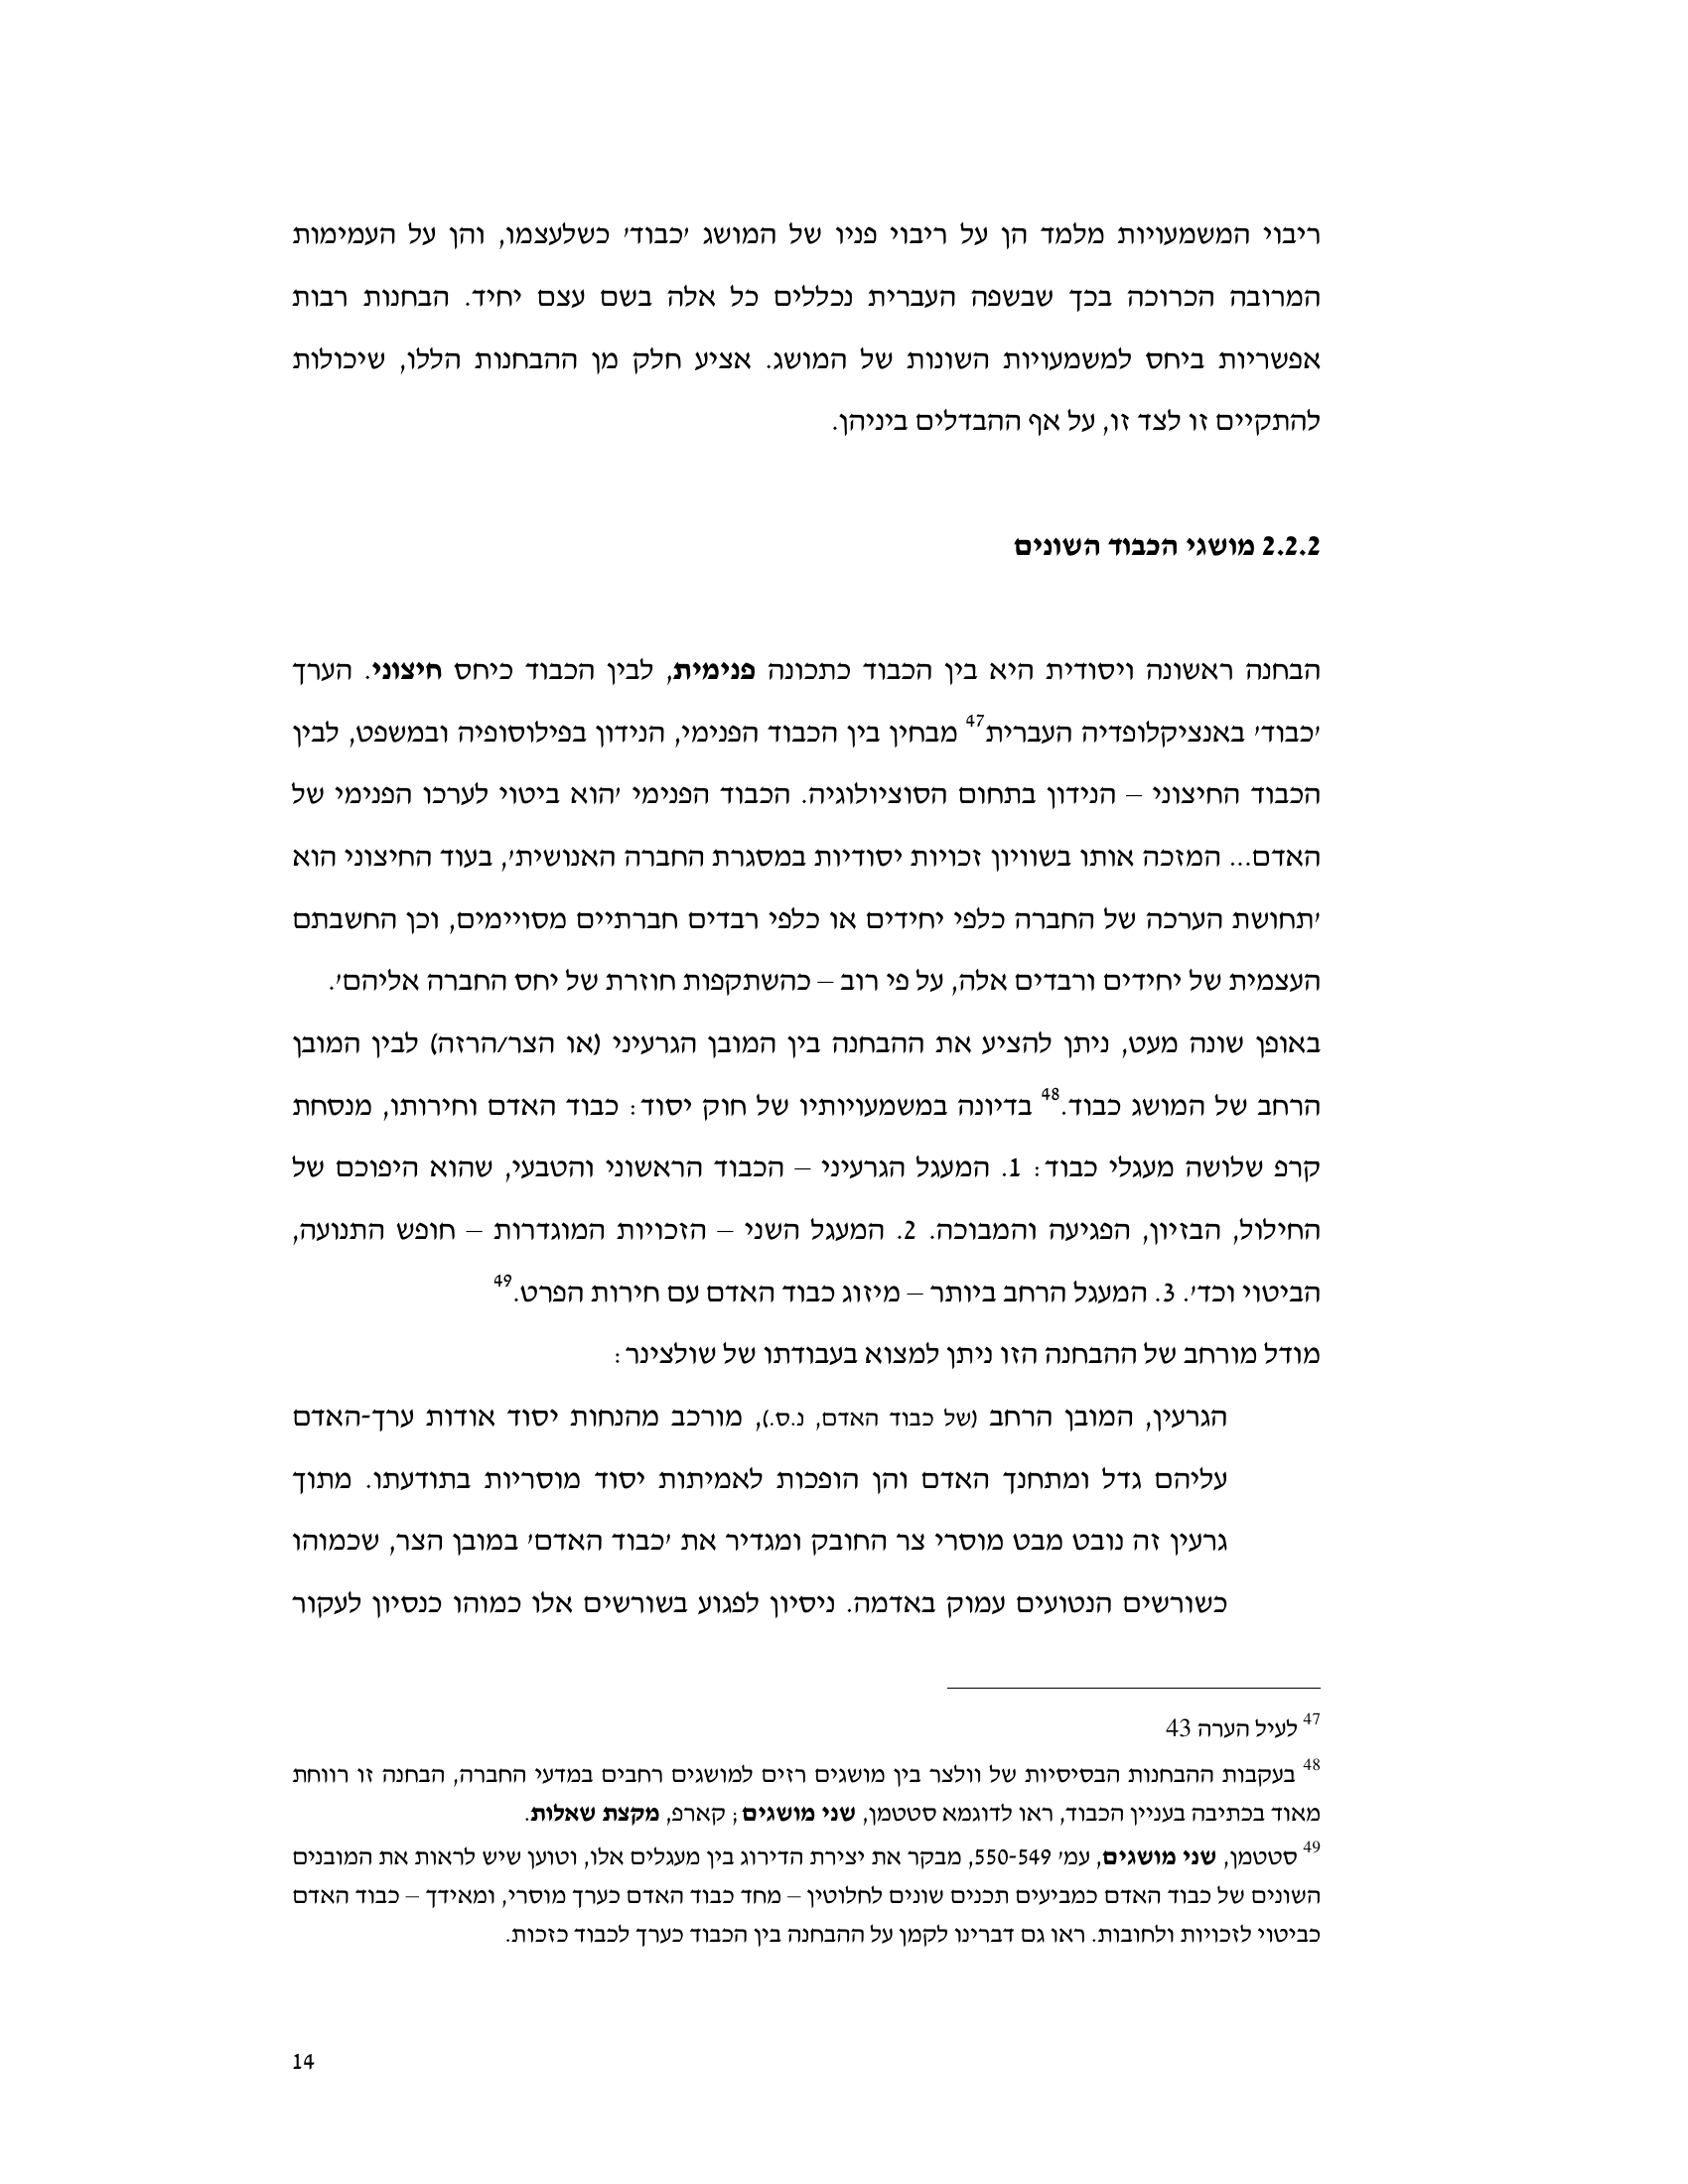 ריבוי המשמעויות מלמד הן על ריבוי פניו של המושג 'כבוד' כשלעצמו, והן על העמימות
המרובה הכרוכה בכך שבשפה העברית נכללים כל אלה בשם עצם יחיד. הבחנות רבות
אפשריות ביחס למשמעויות השונות של המושג. אציע חלק מן ההבחנות הללו, שיכולות
להתקיים זו לצד זו, על אף ההבדלים ביניהן.
2.2.2 מושגי הכבוד השונים
הבחנה ראשונה ויסודית היא בין הכבוד כתכונה פנימית, לבין הכבוד כיחס חיצוני. הערך
'כבוד' באנציקלופדיה העברית47 מבחין בין הכבוד הפנימי, הנידון בפילוסופיה ובמשפט, לבין
הכבוד החיצוני – הנידון בתחום הסוציולוגיה. הכבוד הפנימי 'הוא ביטוי לערכו הפנימי של
האדם... המזכה אותו בשוויון זכויות יסודיות במסגרת החברה האנושית', בעוד החיצוני הוא
'תחושת הערכה של החברה כלפי יחידים או כלפי רבדים חברתיים מסויימים, וכן החשבתם
העצמית של יחידים ורבדים אלה, על פי רוב – כהשתקפות חוזרת של יחס החברה אליהם'.
באופן שונה מעט, ניתן להציע את ההבחנה בין המובן הגרעיני (או הצר/הרזה) לבין המובן
הרחב של המושג כבוד.48 בדיונה במשמעויותיו של חוק יסוד: כבוד האדם וחירותו, מנסחת
קרפ שלושה מעגלי כבוד: 1. המעגל הגרעיני – הכבוד הראשוני והטבעי, שהוא היפוכם של
החילול, הבזיון, הפגיעה והמבוכה. 2. המעגל השני – הזכויות המוגדרות – חופש התנועה,
הביטוי וכד'. 3. המעגל הרחב ביותר – מיזוג כבוד האדם עם חירות הפרט.49
מודל מורחב של ההבחנה הזו ניתן למצוא בעבודתו של שולצינר:
הגרעין, המובן הרחב (של כבוד האדם, נ.ס.), מורכב מהנחות יסוד אודות ערך-האדם
עליהם גדל ומתחנך האדם והן הופכות לאמיתות יסוד מוסריות בתודעתו. מתוך
גרעין זה נובט מבט מוסרי צר החובק ומגדיר את 'כבוד האדם' במובן הצר, שכמוהו
כשורשים הנטועים עמוק באדמה. ניסיון לפגוע בשורשים אלו כמוהו כנסיון לעקור
47 לעיל הערה 43
48 בעקבות ההבחנות הבסיסיות של וולצר בין מושגים רזים למושגים רחבים במדעי החברה, הבחנה זו רווחת
מאוד בכתיבה בעניין הכבוד, ראו לדוגמא סטטמן, שני מושגים; קארפ, מקצת שאלות.
49 סטטמן, שני מושגים, עמ' 550-549, מבקר את יצירת הדירוג בין מעגלים אלו, וטוען שיש לראות את המובנים
השונים של כבוד האדם כמביעים תכנים שונים לחלוטין – מחד כבוד האדם כערך מוסרי, ומאידך – כבוד האדם
כביטוי לזכויות ולחובות. ראו גם דברינו לקמן על ההבחנה בין הכבוד כערך לכבוד כזכות.
14